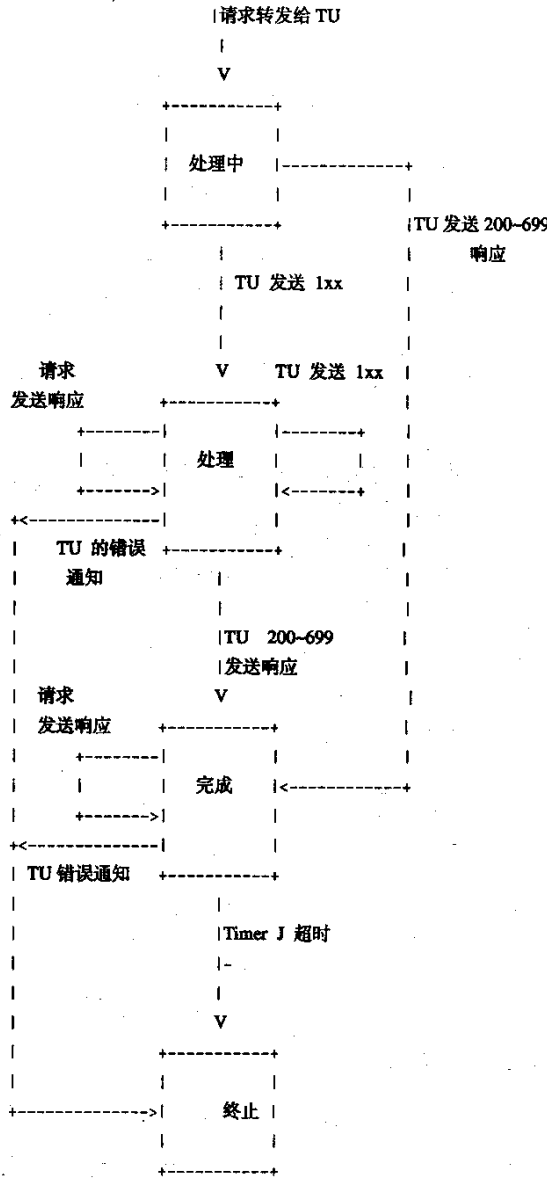 请求转发给 TU
V
处理中
TU 发送 200~699
响应
TU 发送 1xx
请求
V TU 发送 1xx
发送响应
处理
TU 的错误
通知
TU 200~699
发送响应
请求
V
发送响应
完成
TU 错误通知
Timer J 超时
-
V
终止